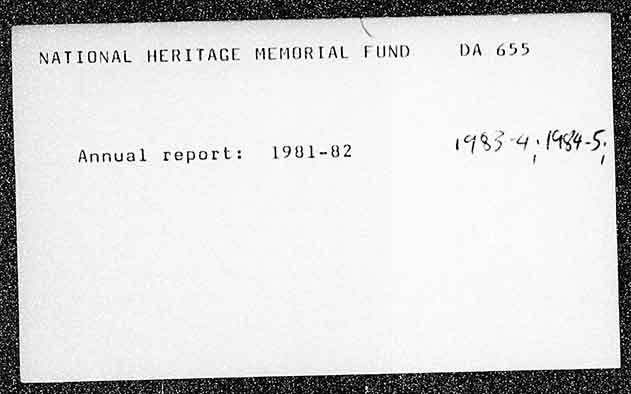 NATIONAL HERITAGE MEMORIAL FUND DA 655
Annual report: 1981-82 1983-4; 1984-5;